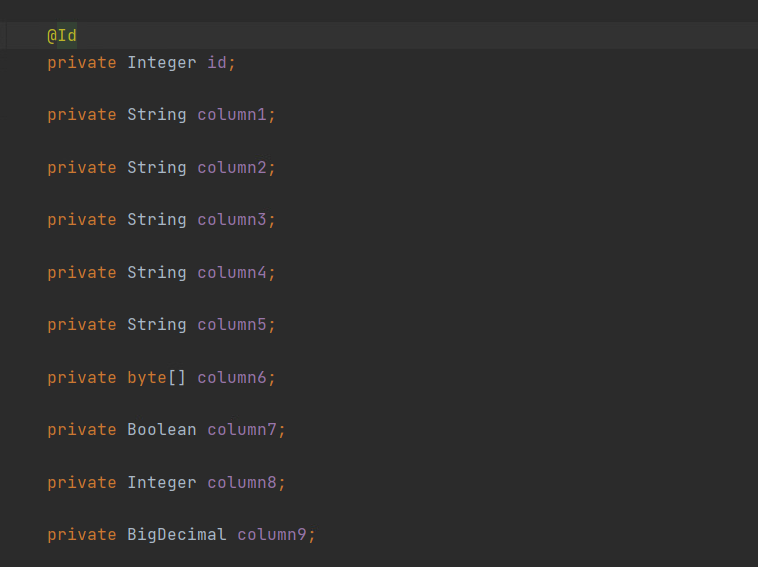 @Id
private Integer id;
private String column1;
private String column2;
private String column3;
private String column4;
private String column5;
private byte[] column6;
private Boolean column7;
private Integer column8;
private BigDecimal column9;